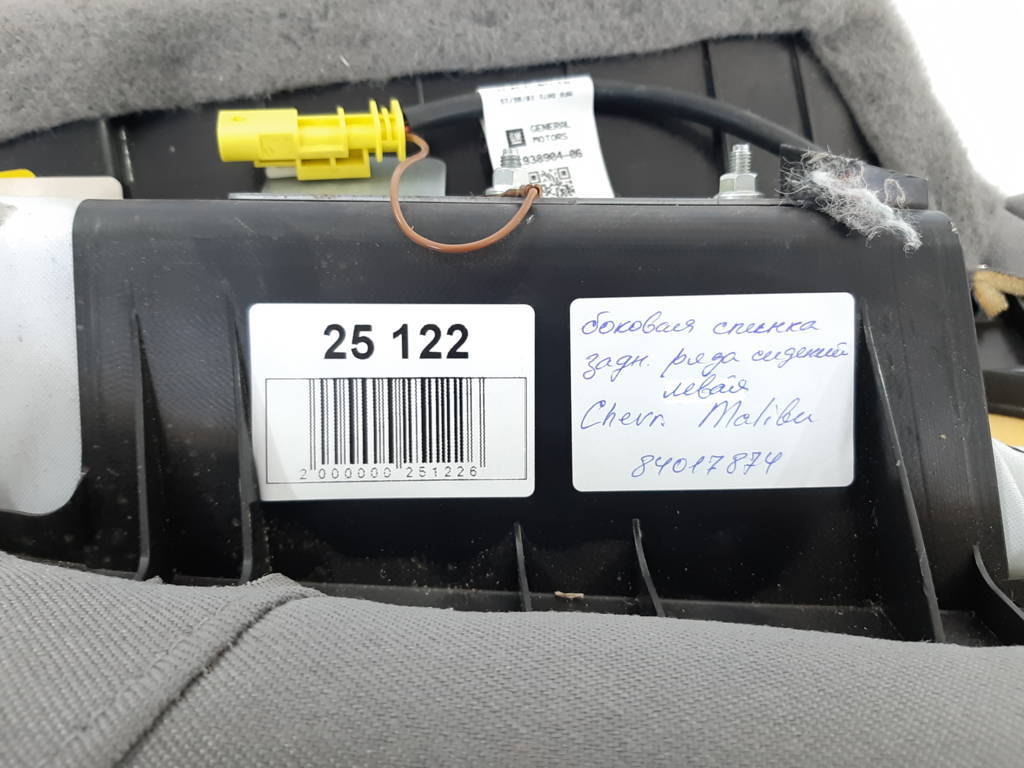 GENERAL
MOTORS
938904-06
25 122
2 000000 251226
боковая спинка
задн. ряда сидений
левая
Chevr. Malibu
84017874